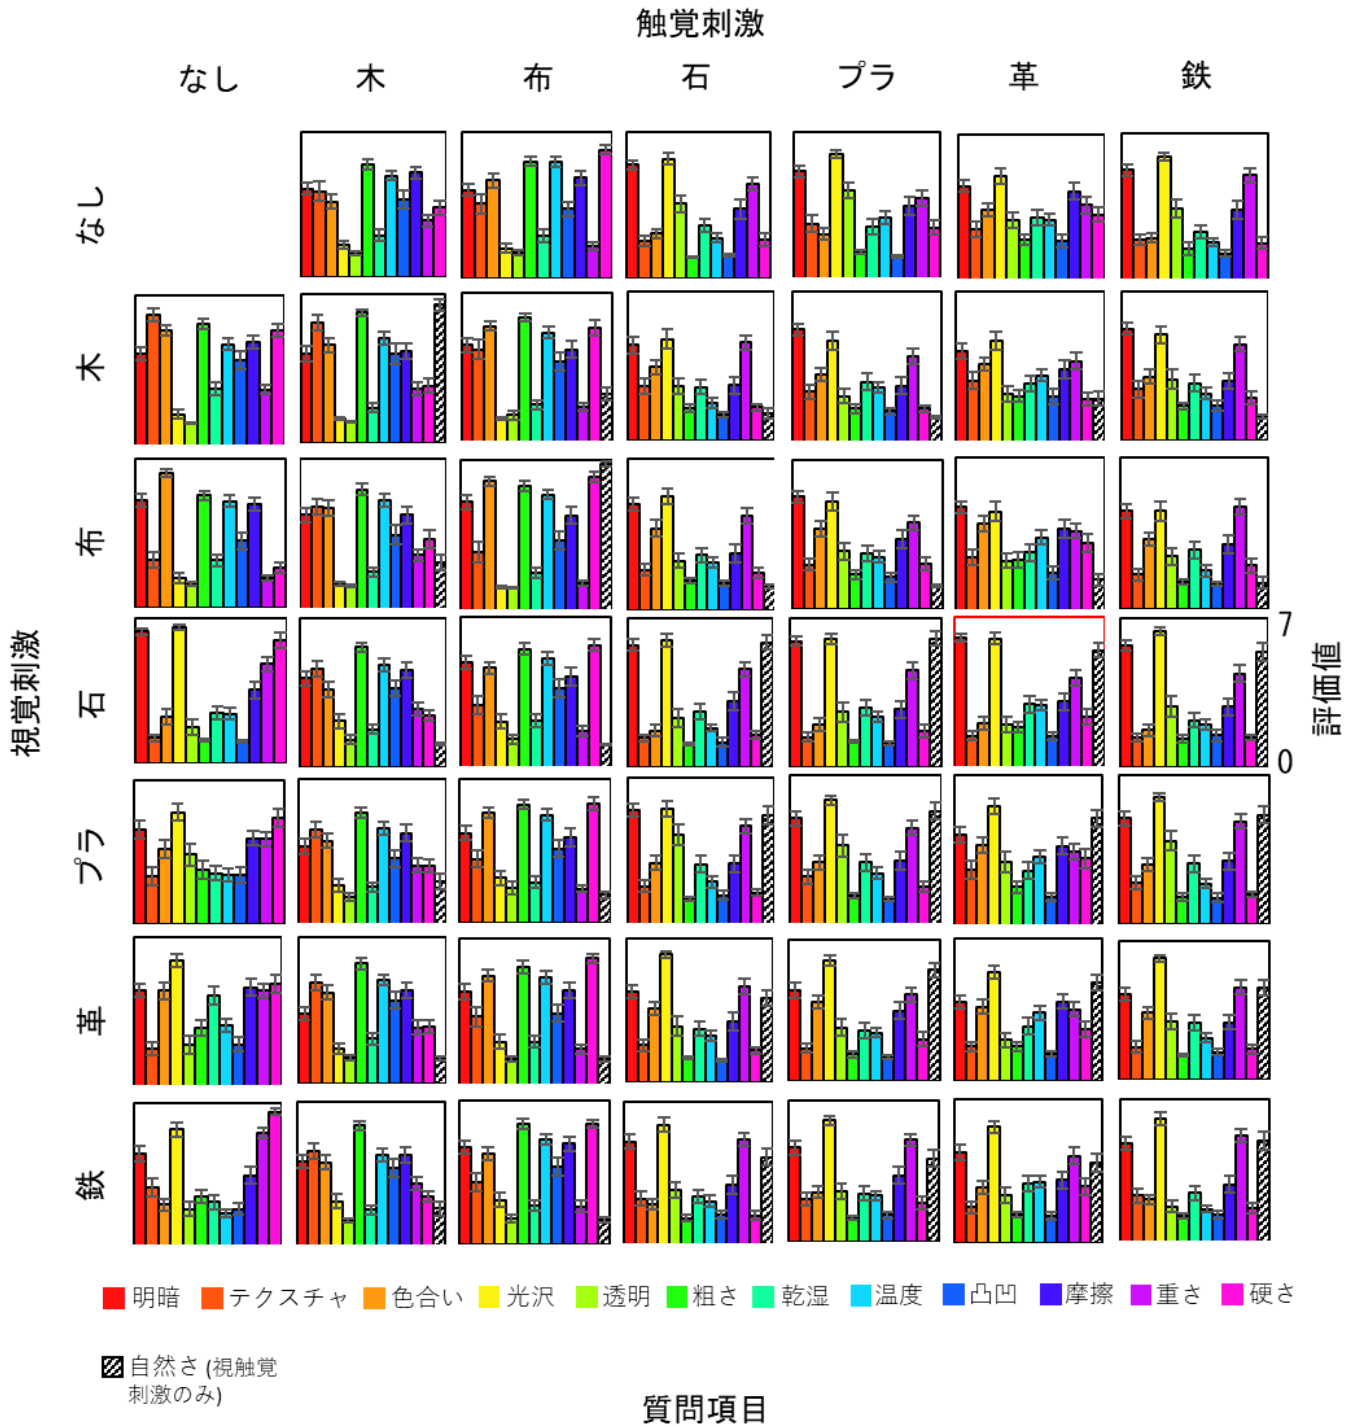 触覚刺激
なし 木 布 石 プラ 革 鉄
なし
木
布
石
プラ
革
鉄
視覚刺激
7
0
評価値
明暗 テクスチャ 色合い 光沢 透明 粗さ 乾湿 温度 凸凹 摩擦 重さ 硬さ
自然さ (視触覚
刺激のみ)
質問項目